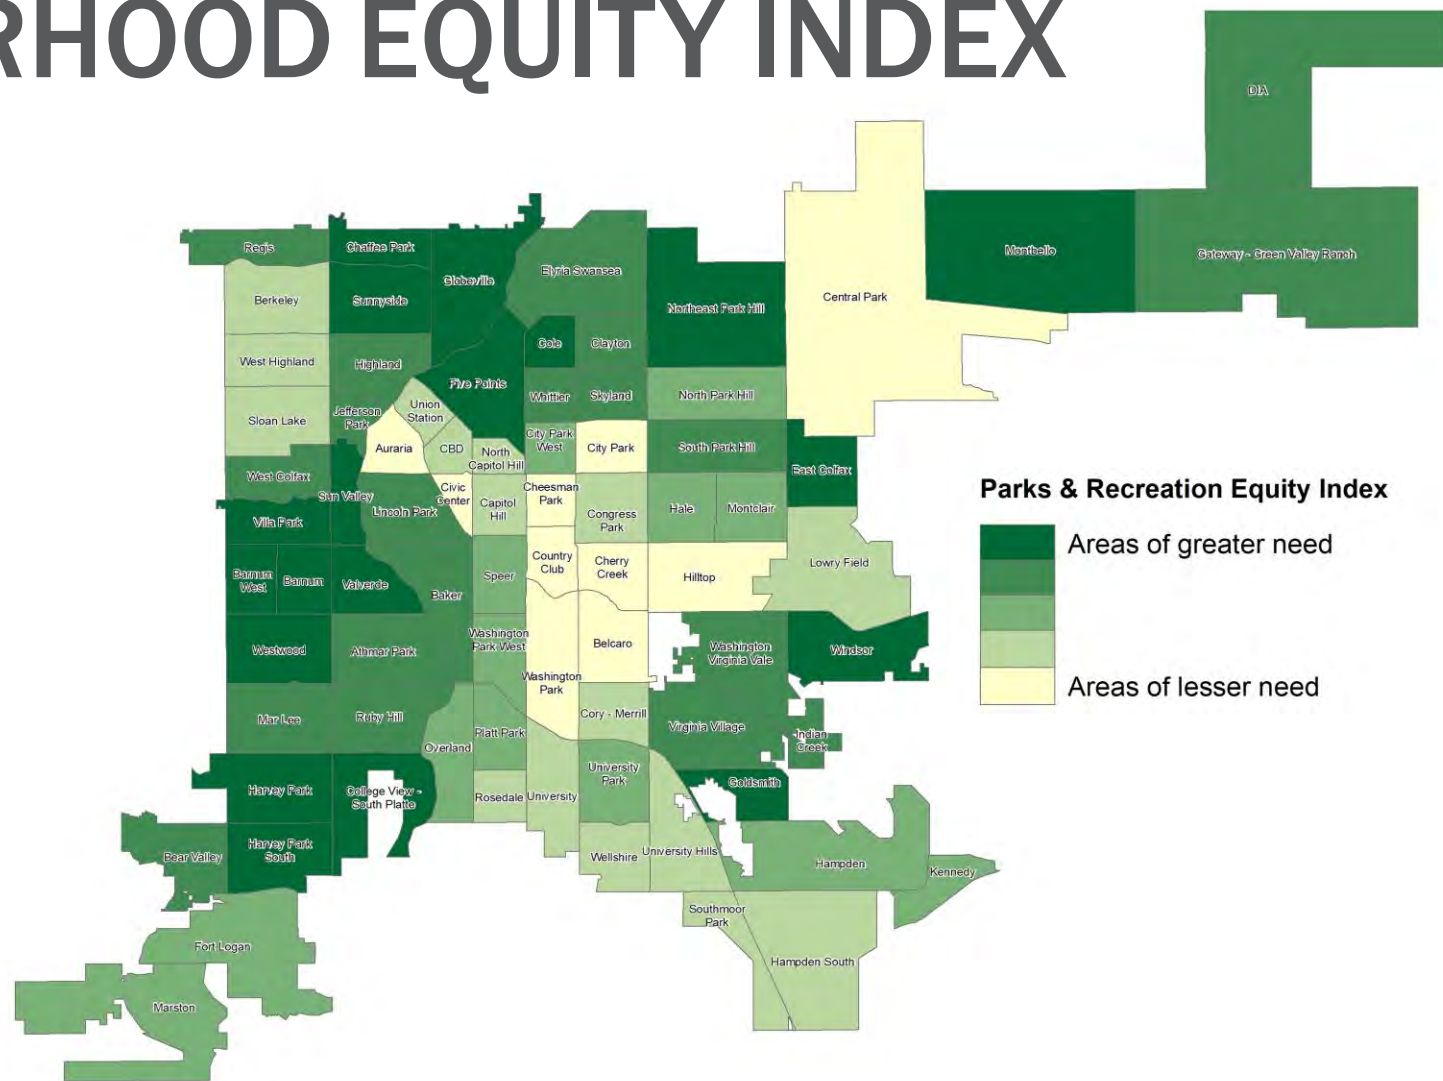 RHOOD EQUITY INDEX
DIA
Regis
Chaffee Park
Globeville
Elyria Swansea
Montbello
Gateway - Green Valley Ranch
Berkeley
Sunnyside
Northeast Park Hill
Central Park
West Highland
Highland
Cole
Clayton
Five Points
Whittier
Skyland
North Park Hill
Sloan Lake
Jefferson
Park
Union
Station
Auraria
CBD
North
Capitol Hill
City Park
West
City Park
South Park Hill
East Colfax
West Colfax
Sun Valley
Lincoln Park
Civic
Center
Capitol
Hill
Cheesman
Park
Congress
Park
Hale
Montclair
Villa Park
Barnum
West
Barnum
Valverde
Baker
Speer
Country
Club
Cherry
Creek
Hilltop
Lowry Field
Westwood
Athmar Park
Washington
Park West
Washington
Park
Belcaro
Washington
Virginia Vale
Windsor
Mar Lee
Ruby Hill
Overland
Platt Park
Cory - Merrill
Virginia Village
Indian
Creek
Harvey Park
College View -
South Platte
Rosedale
University
University
Park
Goldsmith
Bear Valley
Harvey Park
South
Wellshire
University Hills
Hampden
Kennedy
Fort Logan
Southmoor
Park
Hampden South
Marston
Parks & Recreation Equity Index
Areas of greater need
Areas of lesser need